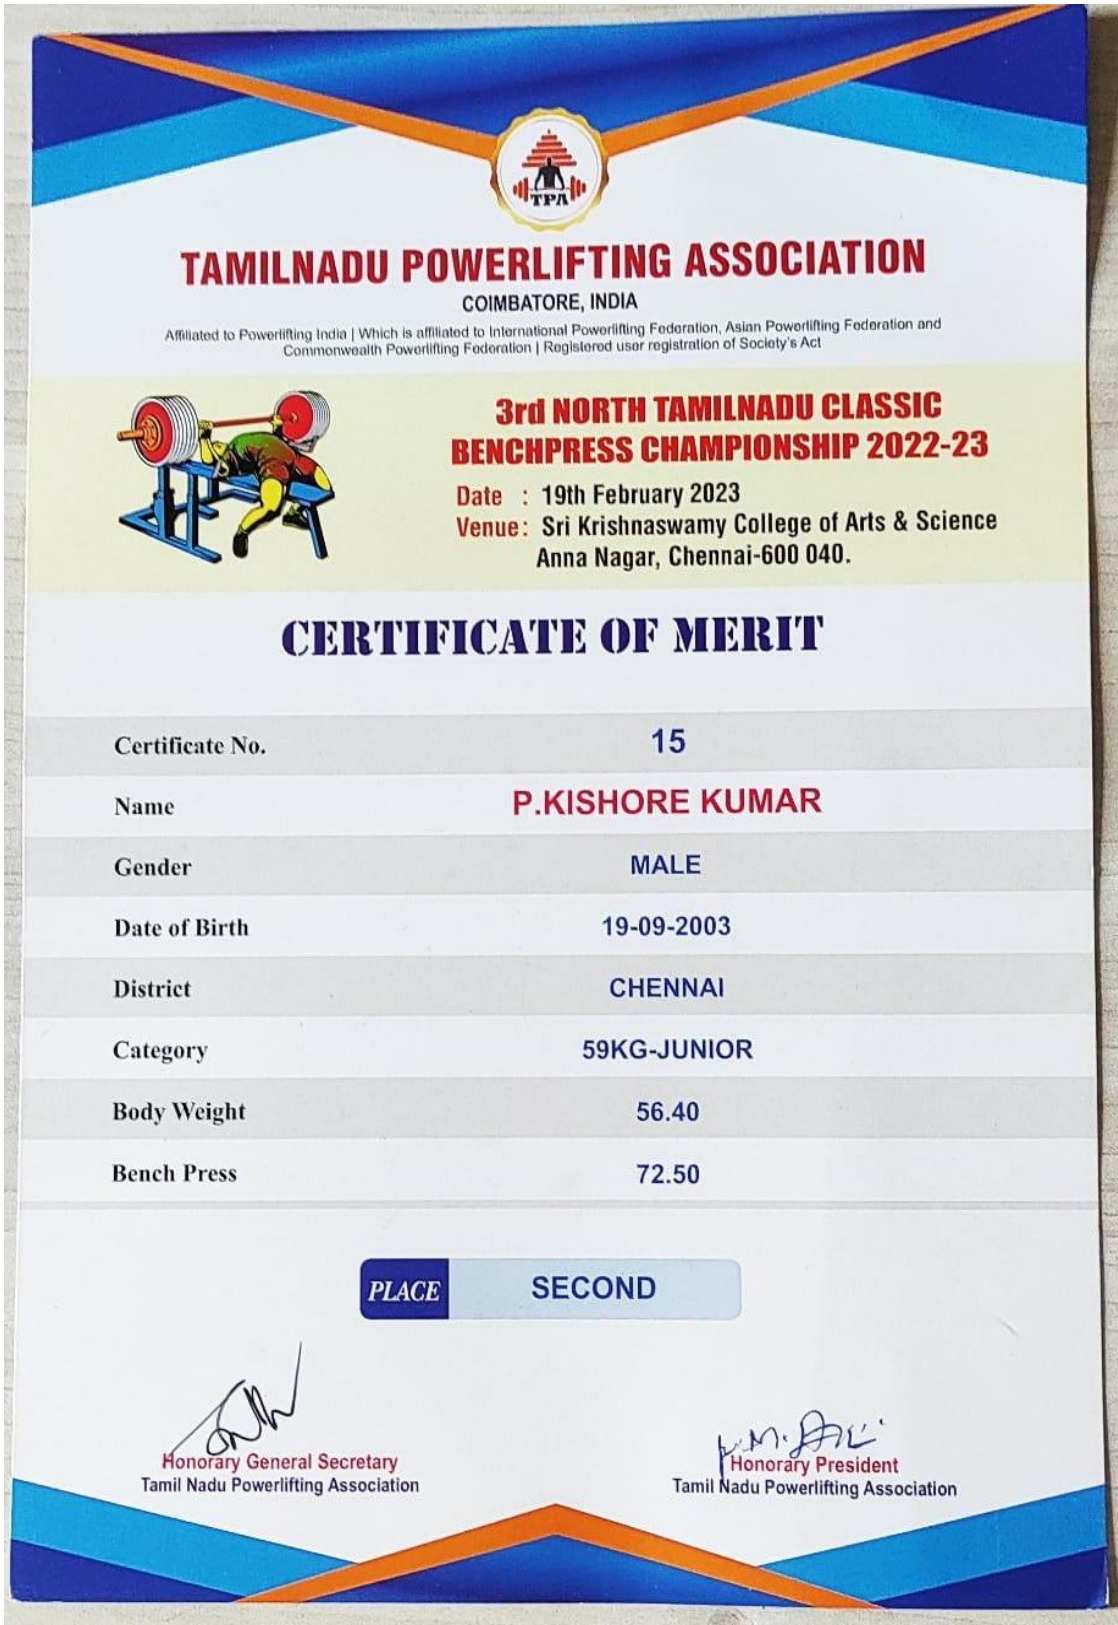 TPA
TAMILNADU POWERLIFTING ASSOCIATION
COIMBATORE, INDIA
Affiliated to Powerlifting India | Which is affiliated to International Powerlifting Federation, Asian Powerlifting Federation and
Commonwealth Powerlifting Federation | Registered user registration of Society's Act
3rd NORTH TAMILNADU CLASSIC
BENCHPRESS CHAMPIONSHIP 2022-23
Date : 19th February 2023
Venue: Sri Krishnaswamy College of Arts & Science
Anna Nagar, Chennai-600 040.
CERTIFICATE OF MERIT
Certificate No. 15
Name P.KISHORE KUMAR
Gender MALE
Date of Birth 19-09-2003
District CHENNAI
Category 59KG-JUNIOR
Body Weight 56.40
Bench Press 72.50
PLACE SECOND
Honorary General Secretary
Tamil Nadu Powerlifting Association
Honorary President
Tamil Nadu Powerlifting Association